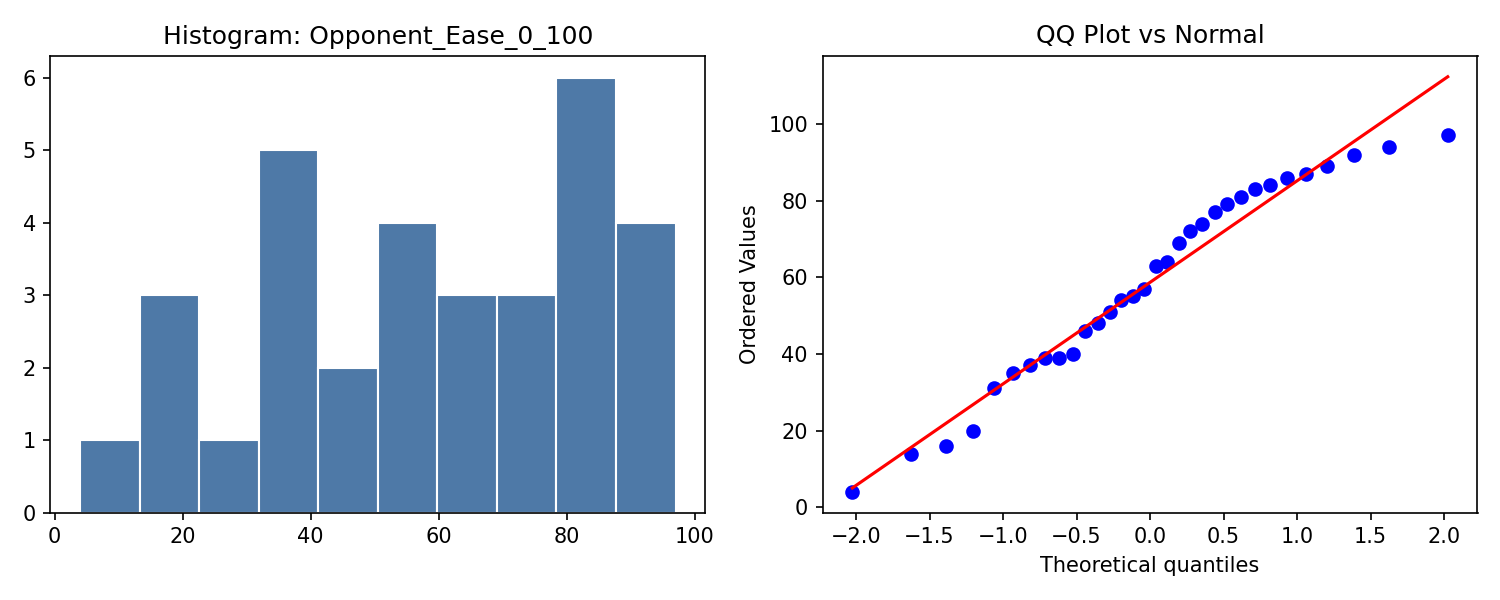 Histogram: Opponent_Ease_0_100
6
5
4
3
2
1
0
0 20 40 60 80 100
QQ Plot vs Normal
Ordered Values
100
80
60
40
20
0
−2.0 −1.5 −1.0 −0.5 0.0 0.5 1.0 1.5 2.0
Theoretical quantiles